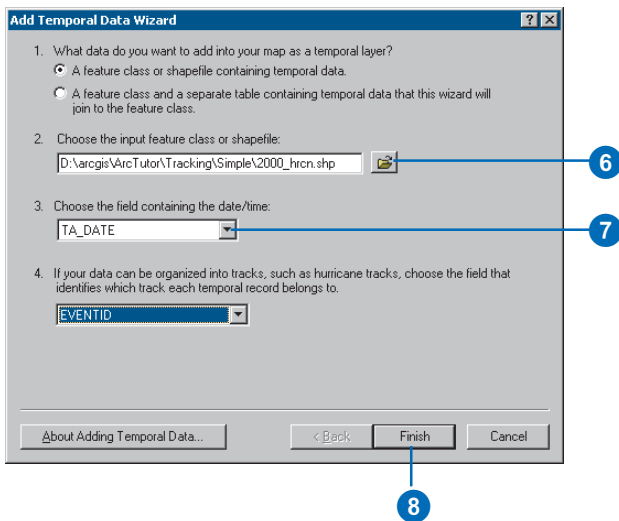 Add Temporal Data Wizard
1. What data do you want to add into your map as a temporal layer?
A feature class or shapefile containing temporal data.
A feature class and a separate table containing temporal data that this wizard will
join to the feature class.
2. Choose the input feature class or shapefile:
D:\arcgis\ArcTutor\Tracking\Simple\2000_hrcn.shp
6
3. Choose the field containing the date/time:
TA_DATE
7
4. If your data can be organized into tracks, such as hurricane tracks, choose the field that
identifies which track each temporal record belongs to.
EVENTID
About Adding Temporal Data... < Back Finish Cancel
8